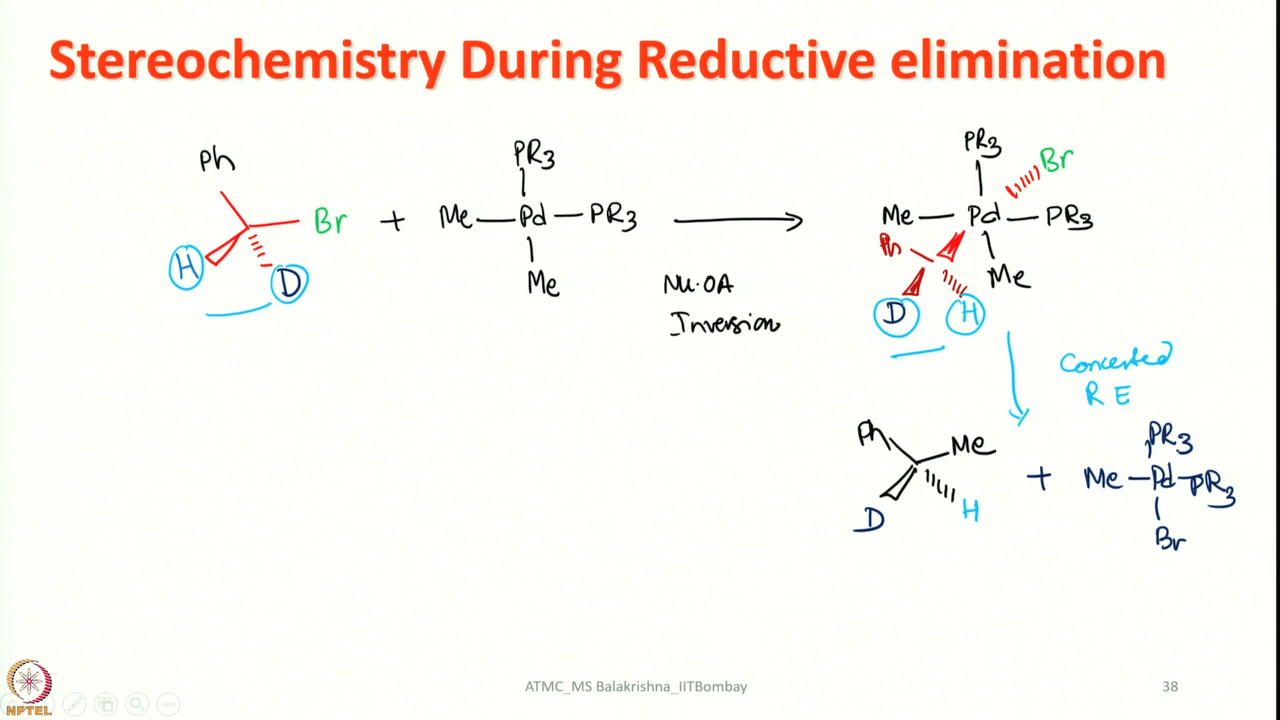 Stereochemistry During Reductive elimination
Ph
Br
H
D
+
PR3
Me—Pd—PR3
Me
Nu·OA
Inversion
PR3
Br
Me—Pd—PR3
Ph
Me
D
H
Concerted
R E
Ph
Me
D
H
+
PR3
Me—Pd—PR3
Br
NPTEL
ATMC_MS Balakrishna_IITBombay
38